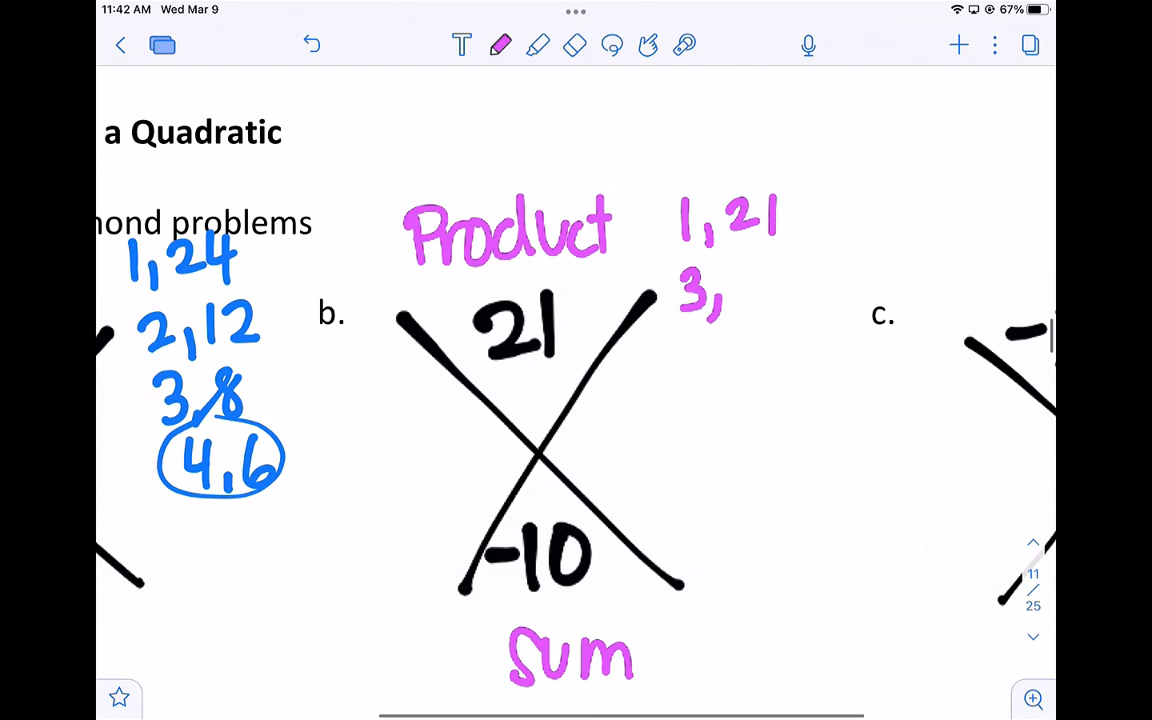 11:42 AM Wed Mar 9
67%
T
a Quadratic
nond problems
1,24
2,12
3,8
4,6
b.
Product
21
-10
Sum
1,21
3,
c.
-
11
/
25